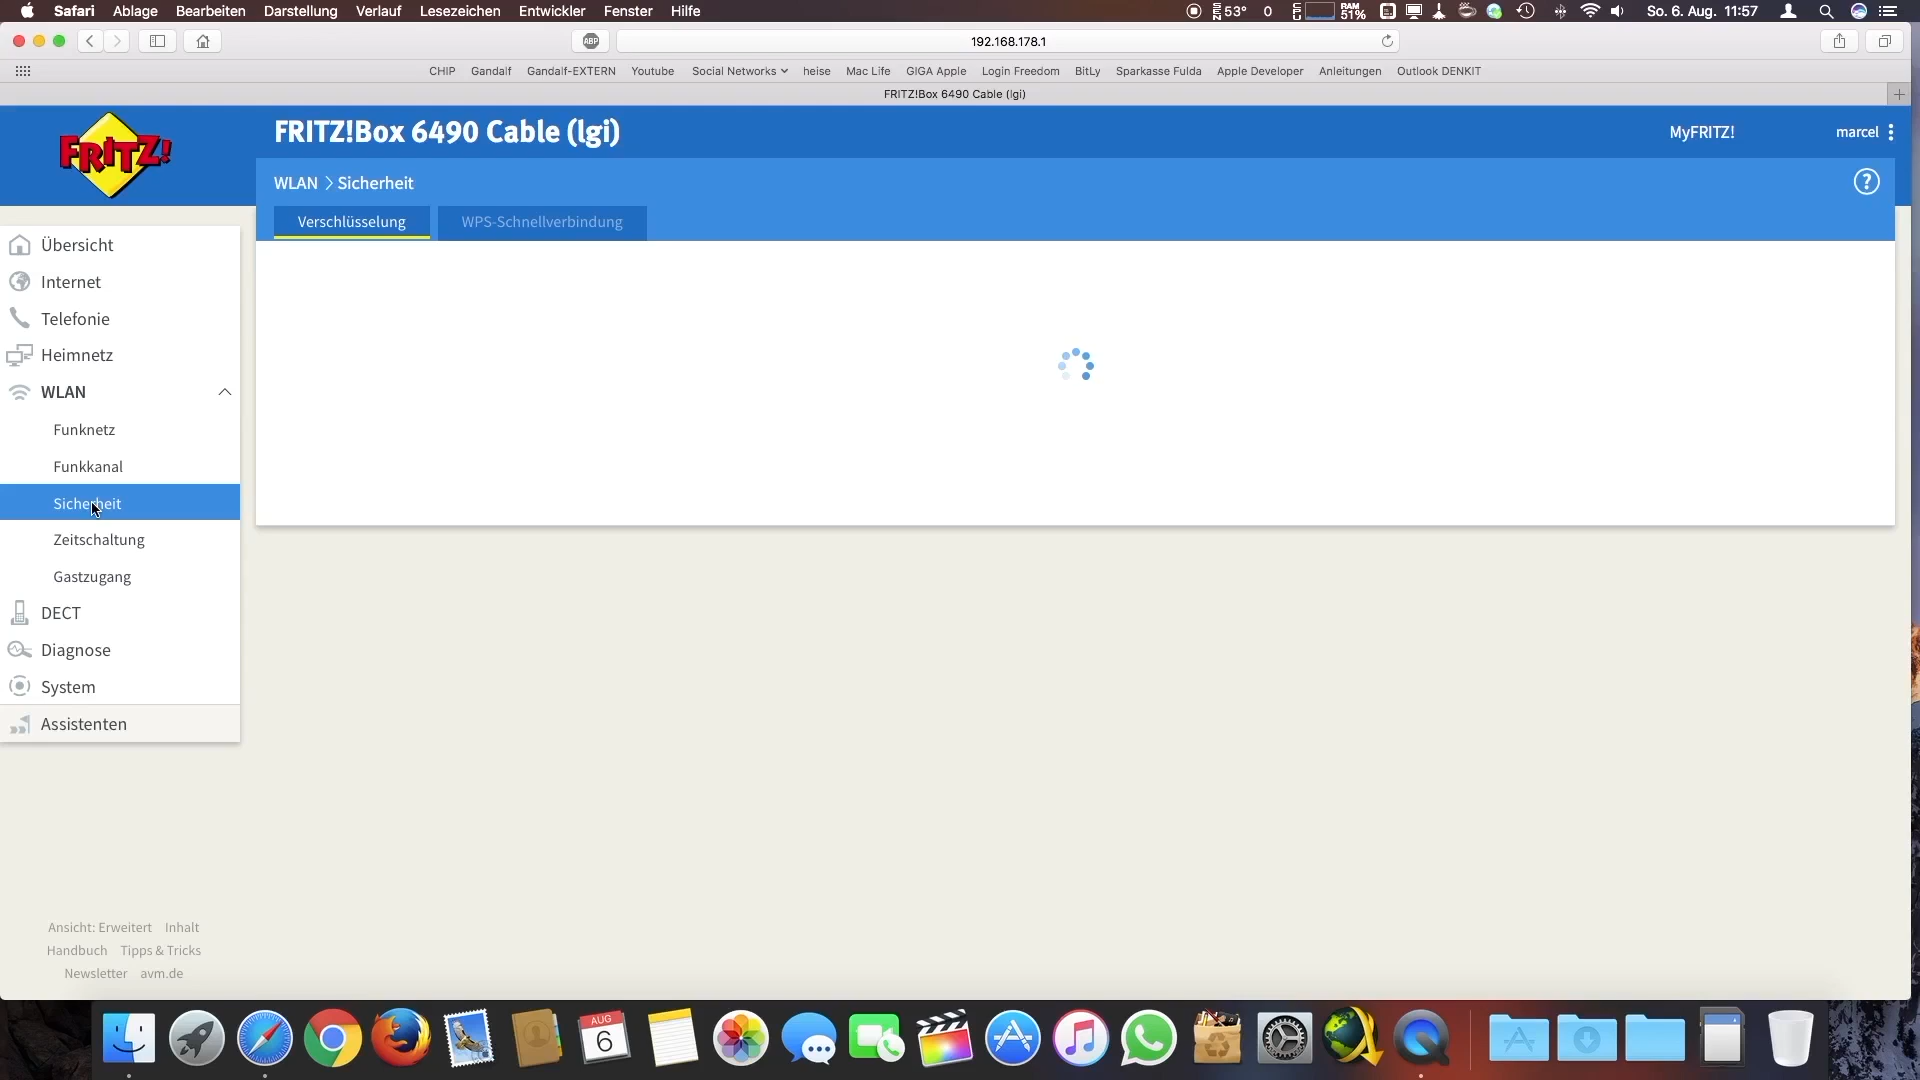 Safari Ablage Bearbeiten Darstellung Verlauf Lesezeichen Entwickler Fenster Hilfe 53° 0 RAM 51% So. 6. Aug. 11:57
ABP 192.168.178.1
CHIP Gandalf Gandalf-EXTERN Youtube Social Networks heise Mac Life GIGA Apple Login Freedom BitLy Sparkasse Fulda Apple Developer Anleitungen Outlook DENKIT
FRITZ!Box 6490 Cable (lgi)
FRITZ!
FRITZ!Box 6490 Cable (lgi)
MyFRITZ! marcel
WLAN > Sicherheit
?
Verschlüsselung WPS-Schnellverbindung
Übersicht
Internet
Telefonie
Heimnetz
WLAN
Funknetz
Funkkanal
Sicherheit
Zeitschaltung
Gastzugang
DECT
Diagnose
System
Assistenten
Ansicht: Erweitert Inhalt
Handbuch Tipps & Tricks
Newsletter avm.de
AUG
6